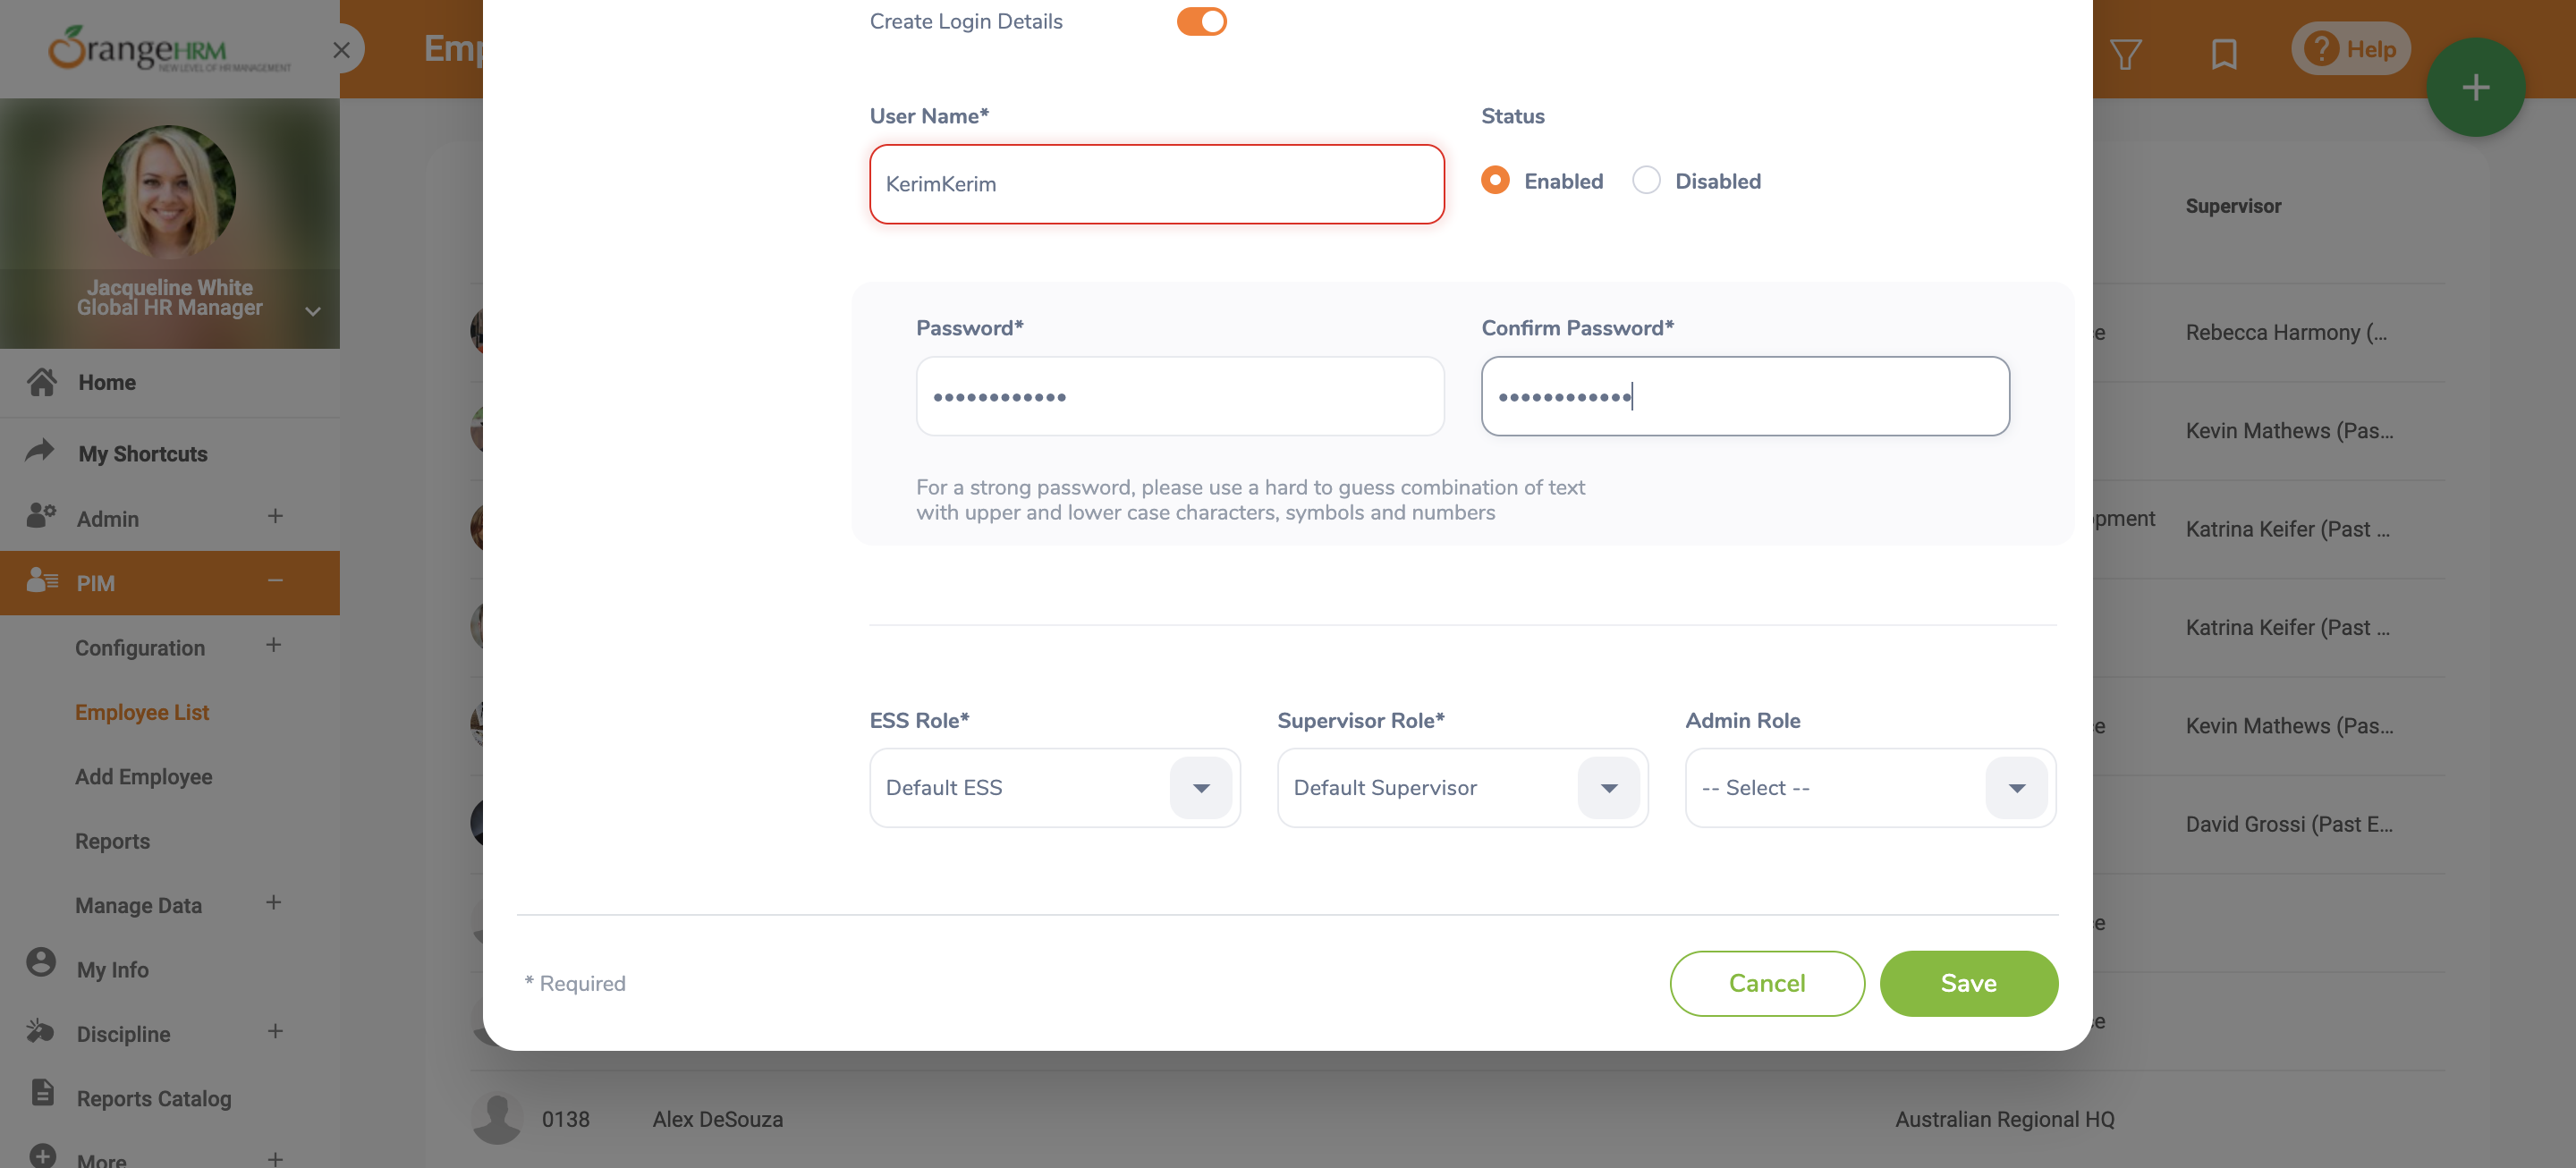 OrangeHRM
NEW LEVEL OF HR MANAGEMENT
Emp
Help
Jacqueline White
Global HR Manager
Home
My Shortcuts
Admin
PIM
Configuration
Employee List
Add Employee
Reports
Manage Data
My Info
Discipline
Reports Catalog
More
Create Login Details
User Name*
Status
KerimKerim
Enabled
Disabled
Password*
Confirm Password*
••••••••••••
••••••••••••
For a strong password, please use a hard to guess combination of text
with upper and lower case characters, symbols and numbers
ESS Role*
Supervisor Role*
Admin Role
Default ESS
Default Supervisor
-- Select --
* Required
Cancel
Save
Supervisor
Rebecca Harmony (...
Kevin Mathews (Pas...
pment
Katrina Keifer (Past ...
Katrina Keifer (Past ...
Kevin Mathews (Pas...
David Grossi (Past E...
0138
Alex DeSouza
Australian Regional HQ